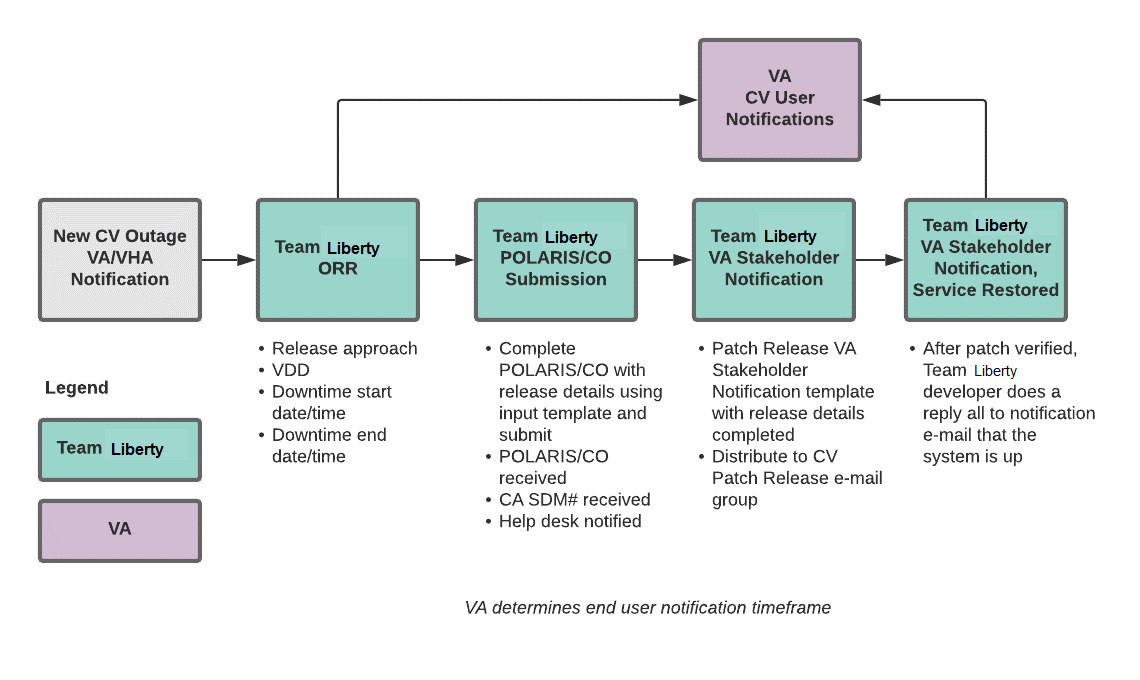 VA
CV User
Notifications
New CV Outage
VA/VHA
Notification
Team Liberty
ORR
Team Liberty
POLARIS/CO
Submission
Team Liberty
VA Stakeholder
Notification
Team Liberty
VA Stakeholder
Notification,
Service Restored
• Release approach
• VDD
• Downtime start
date/time
• Downtime end
date/time
• Complete
POLARIS/CO with
release details using
input template and
submit
• POLARIS/CO
received
• CA SDM# received
• Help desk notified
• Patch Release VA
Stakeholder
Notification template
with release details
completed
• Distribute to CV
Patch Release e-mail
group
• After patch verified,
Team Liberty
developer does a
reply all to notification
e-mail that the
system is up
Legend
Team Liberty
VA
VA determines end user notification timeframe